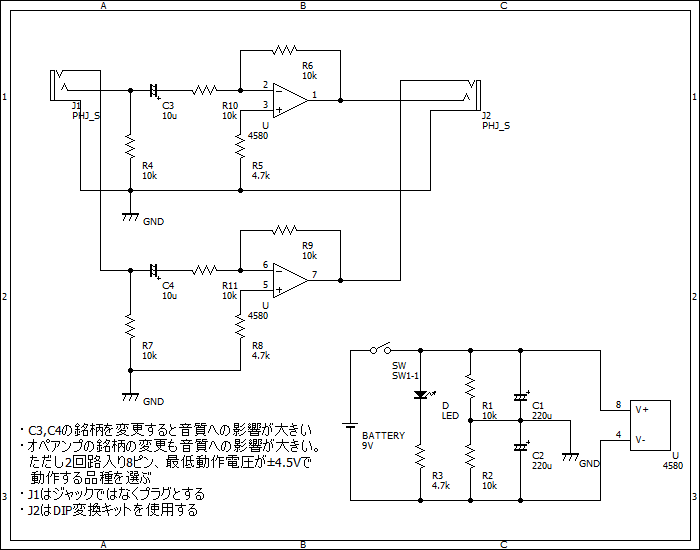 A B C
1 1
2 2
3 3
A B C
J1
PHJ_S
C3
10u
R4
10k
R10
10k
R6
10k
2
3
1
U
4580
R5
4.7k
GND
J2
PHJ_S
C4
10u
R7
10k
R11
10k
R9
10k
6
5
7
U
4580
R8
4.7k
GND
SW
SW1-1
BATTERY
9V
D
LED
R3
4.7k
R1
10k
R2
10k
C1
220u
C2
220u
GND
8
4
V+
V-
U
4580
・C3,C4の銘柄を変更すると音質への影響が大きい
・オペアンプの銘柄の変更も音質への影響が大きい。
ただし2回路入り8ピン、最低動作電圧が±4.5Vで
動作する品種を選ぶ
・J1はジャックではなくプラグとする
・J2はDIP変換キットを使用する